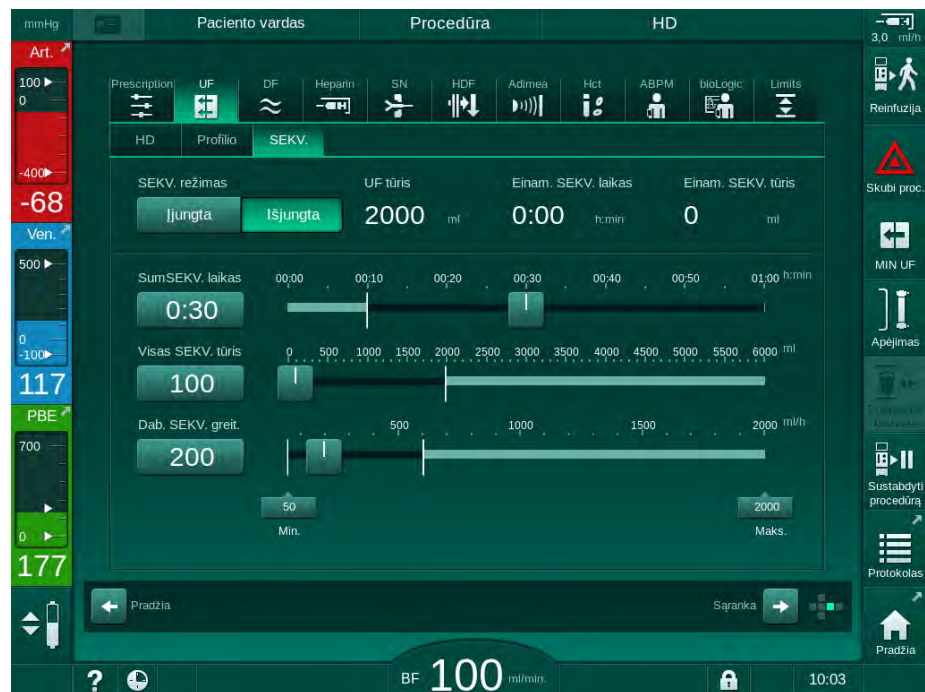 mmHg Paciento vardas Procedūra HD 3,0 ml/h
Art.
100
0
-400
-68
Ven.
500
0
-100
117
PBE
700
0
177
Prescription UF DF Heparin SN HDF Adimea Hct ABPM bioLogic Limits
HD Profilio SEKV.
SEKV. režimas UF tūris Einam. SEKV. laikas Einam. SEKV. tūris
Įjungta Išjungta 2000 ml 0:00 h:min 0 ml
SumSEKV. laikas 00:00 00:10 00:20 00:30 00:40 00:50 01:00 h:min
0:30
Visas SEKV. tūris 0 500 1000 1500 2000 2500 3000 3500 4000 4500 5000 5500 6000 ml
100
Dab. SEKV. greit. 500 1000 1500 2000 ml/h
200
50 2000
Min. Maks.
Pradžia Sąranka
Reinfuzija
Skubi proc.
MIN UF
Apėjimas
Sustabdyti
procedūrą
Protokolas
Pradžia
? BF 100 ml/min. 10:03